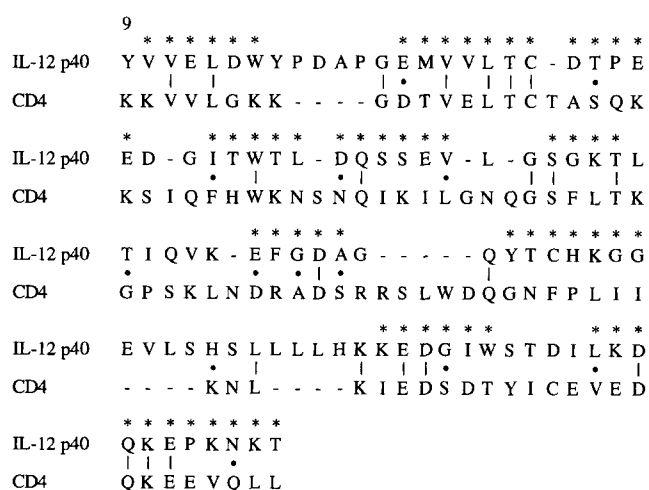 9
* * * * * * * * * * * * * * * * *
IL-12 p40 Y V V E L D W Y P D A P G E M V V L T C - D T P E
| | | • | | | | •
CD4 K K V V L G K K - - - - G D T V E L T C T A S Q K
* * * * * * * * * * * * * * * *
IL-12 p40 E D - G I T W T L - D Q S S E V - L - G S G K T L
• | • | • | | |
CD4 K S I Q F H W K N S N Q I K I L G N Q G S F L T K
* * * * * * * * * * * *
IL-12 p40 T I Q V K - E F G D A G - - - - - Q Y T C H K G G
• • • | • |
CD4 G P S K L N D R A D S R R S L W D Q G N F P L I I
* * * * * * * * *
IL-12 p40 E V L S H S L L L L H K K E D G I W S T D I L K D
• | | | | • • |
CD4 - - - - K N L - - - - K I E D S D T Y I C E V E D
* * * * * * * * *
IL-12 p40 Q K E P K N K T
| | | •
CD4 Q K E E V Q L L